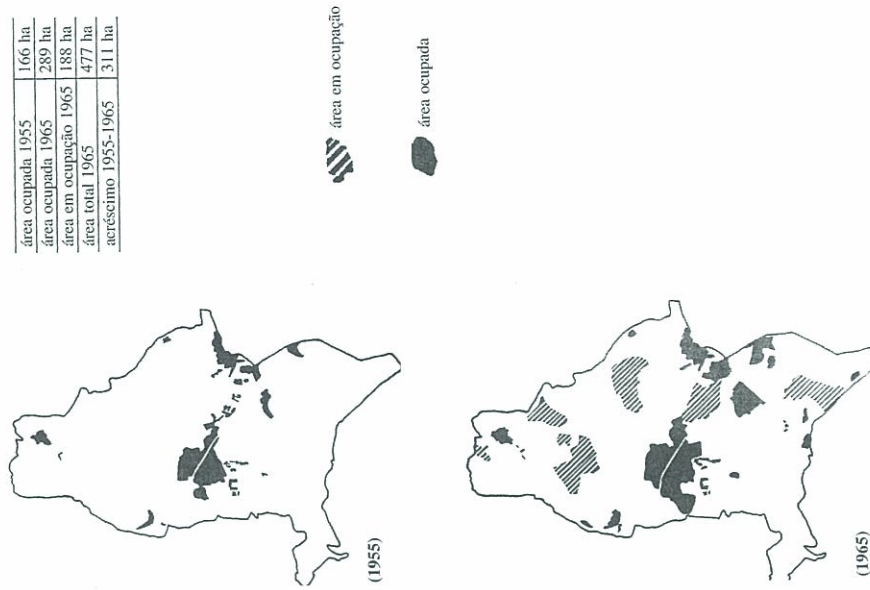 área ocupada 1955 166 ha
área ocupada 1965 289 ha
área em ocupação 1965 188 ha
área total 1965 477 ha
acréscimo 1955-1965 311 ha
área em ocupação
área ocupada
(1955)
(1965)